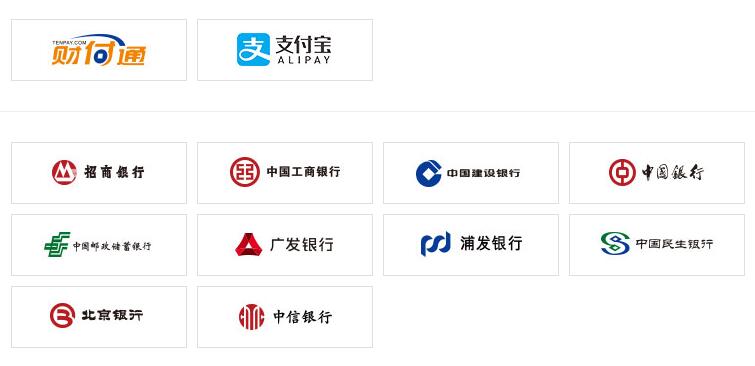 TENPAY.COM
财付通
支付宝
ALIPAY
招商银行
中国工商银行
中国建设银行
中国银行
中国邮政储蓄银行
广发银行
浦发银行
中国民生银行
北京银行
中信银行